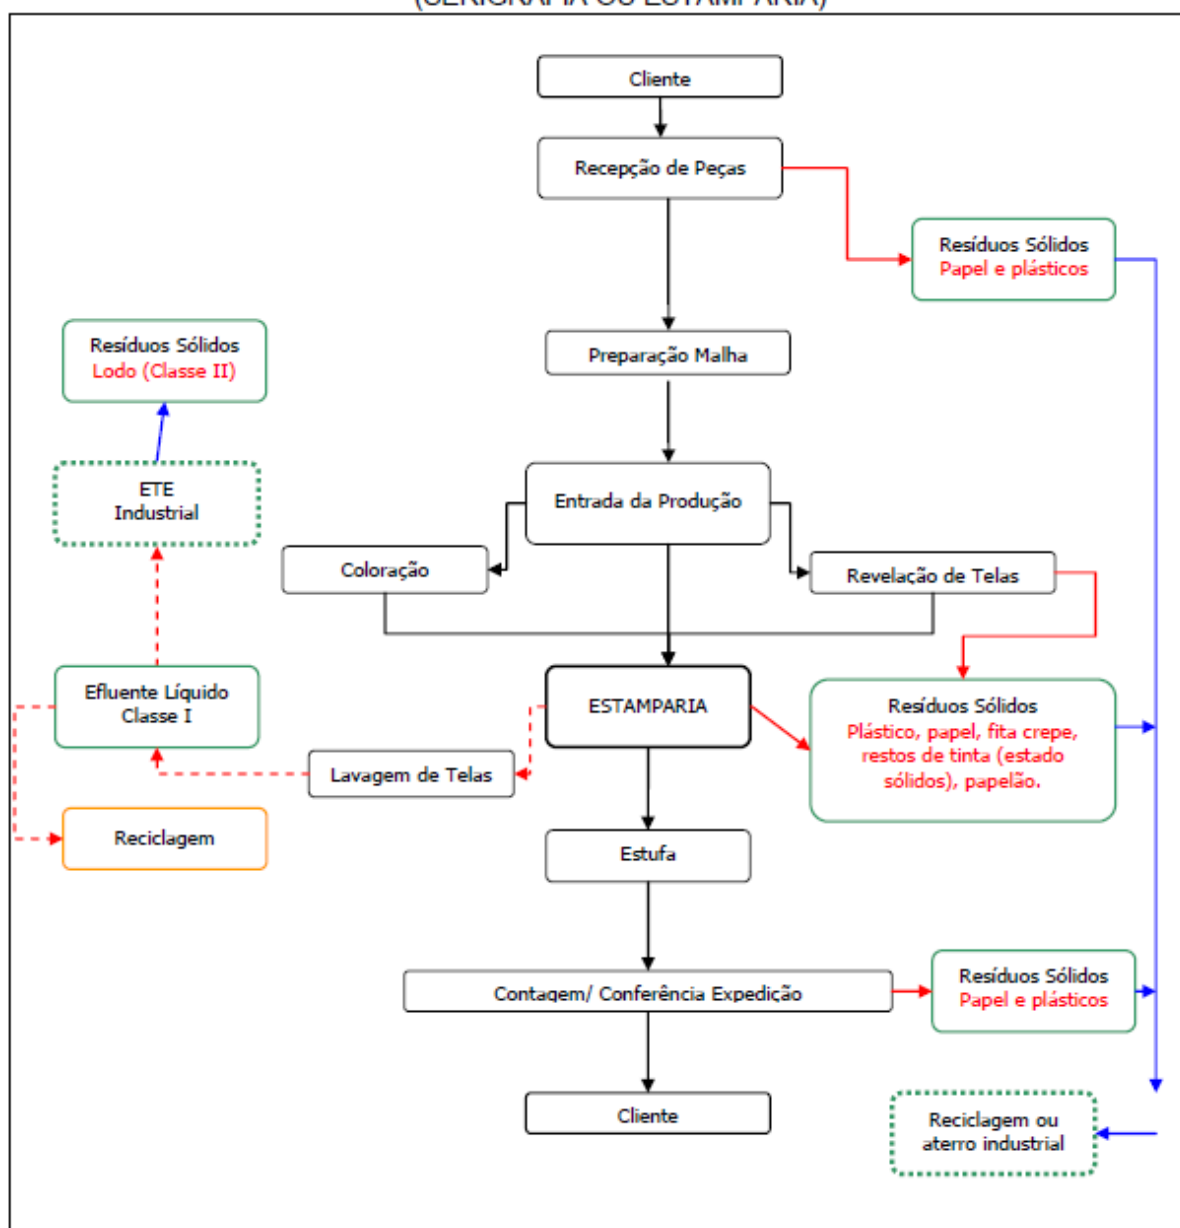 (SERIGRAFIA OU ESTAMPARIA)
Cliente
Recepção de Peças
Resíduos Sólidos
Papel e plásticos
Preparação Malha
Resíduos Sólidos
Lodo (Classe II)
ETE
Industrial
Entrada da Produção
Coloração
Revelação de Telas
Efluente Líquido
Classe I
ESTAMPARIA
Resíduos Sólidos
Plástico, papel, fita crepe,
restos de tinta (estado
sólidos), papelão.
Lavagem de Telas
Reciclagem
Estufa
Contagem/ Conferência Expedição
Resíduos Sólidos
Papel e plásticos
Cliente
Reciclagem ou
aterro industrial